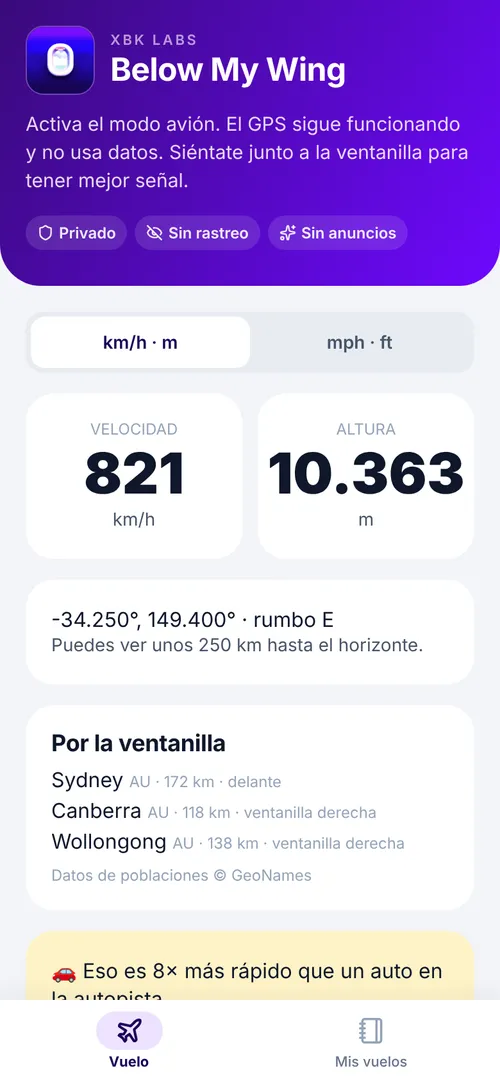 XBK LABS
Below My Wing
Activa el modo avión. El GPS sigue funcionando
y no usa datos. Siéntate junto a la ventanilla para
tener mejor señal.
Privado
Sin rastreo
Sin anuncios
km/h · m
mph · ft
VELOCIDAD
821
km/h
ALTURA
10.363
m
-34.250°, 149.400° · rumbo E
Puedes ver unos 250 km hasta el horizonte.
Por la ventanilla
Sydney AU · 172 km · delante
Canberra AU · 118 km · ventanilla derecha
Wollongong AU · 138 km · ventanilla derecha
Datos de poblaciones © GeoNames
🚗 Eso es 8× más rápido que un auto en
la autopista
Vuelo
Mis vuelos